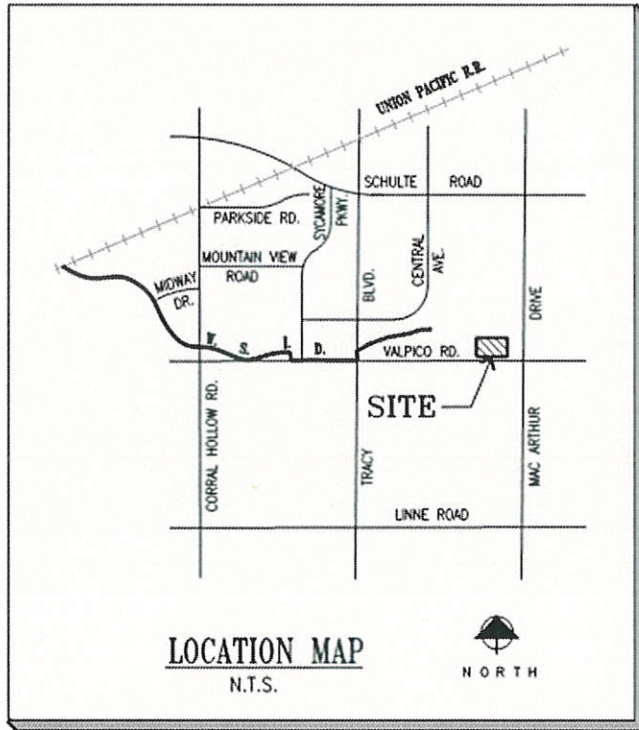 UNION PACIFIC R.R.
SCHULTE ROAD
PARKSIDE RD.
SYCAMORE
PKWY.
MOUNTAIN VIEW
ROAD
CENTRAL
AVE.
BLVD.
MIDWAY
DR.
DRIVE
W. S. I. D.
VALPICO RD.
SITE
CORRAL HOLLOW RD.
TRACY
MAC ARTHUR
LINNE ROAD
LOCATION MAP
N.T.S.
NORTH